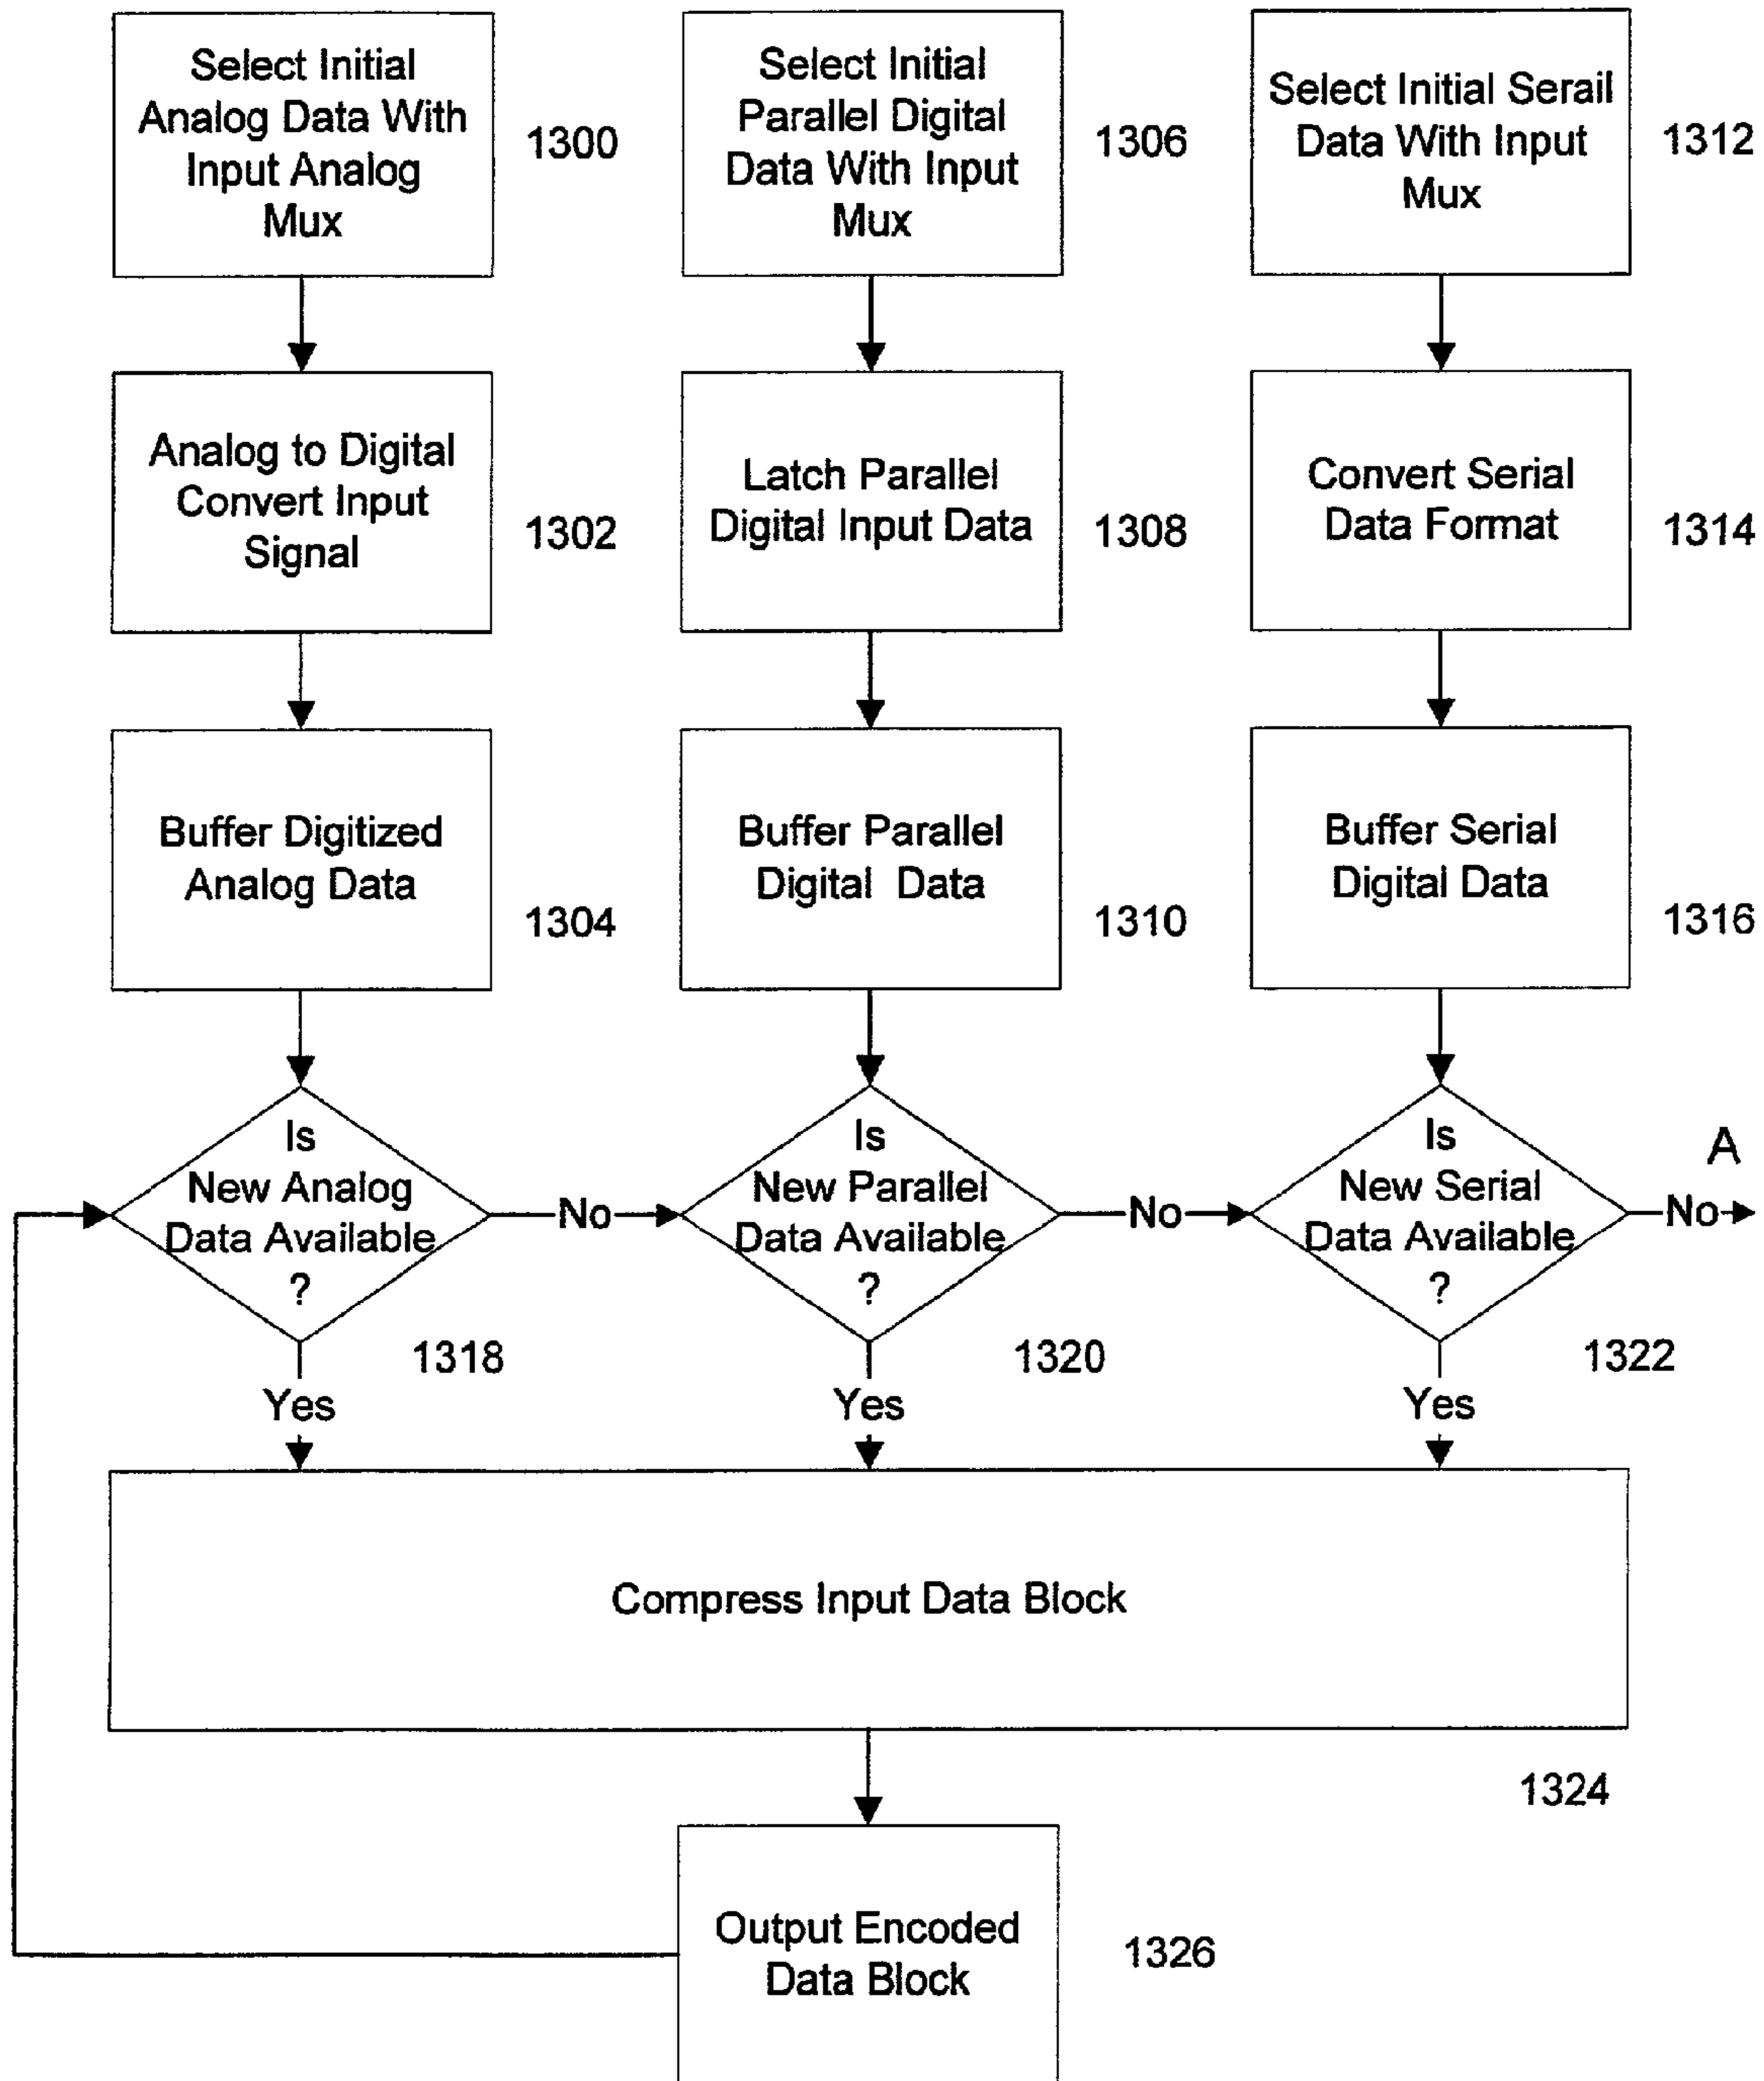 Select Initial
Analog Data With
Input Analog
Mux
1300
Select Initial
Parallel Digital
Data With Input
Mux
1306
Select Initial Serail
Data With Input
Mux
1312
Analog to Digital
Convert Input
Signal
1302
Latch Parallel
Digital Input Data
1308
Convert Serial
Data Format
1314
Buffer Digitized
Analog Data
1304
Buffer Parallel
Digital Data
1310
Buffer Serial
Digital Data
1316
Is
New Analog
Data Available
?
1318
No
Is
New Parallel
Data Available
?
1320
No
Is
New Serial
Data Available
?
1322
A
No
Yes
Yes
Yes
Compress Input Data Block
1324
Output Encoded
Data Block
1326